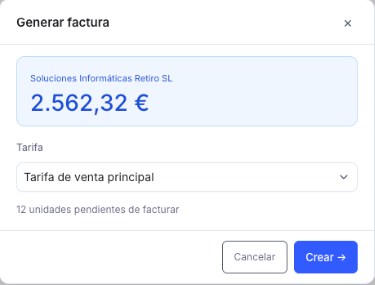 Generar factura
×
Soluciones Informáticas Retiro SL
2.562,32 €
Tarifa
Tarifa de venta principal
12 unidades pendientes de facturar
Cancelar
Crear →